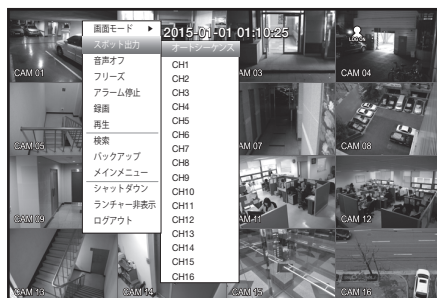 2015-01-01 01:10:25
LOG ON
画面モード
スポット出力
音声オフ
フリーズ
アラーム停止
録画
再生
検索
バックアップ
メインメニュー
シャットダウン
ランチャー非表示
ログアウト
オートシーケンス
CH1
CH2
CH3
CH4
CH5
CH6
CH7
CH8
CH9
CH10
CH11
CH12
CH13
CH14
CH15
CH16
CAM 01
CAM 03
CAM 04
CAM 05
CAM 07
CAM 08
CAM 09
CAM 11
CAM 12
CAM 13
CAM 14
CAM 15
CAM 16